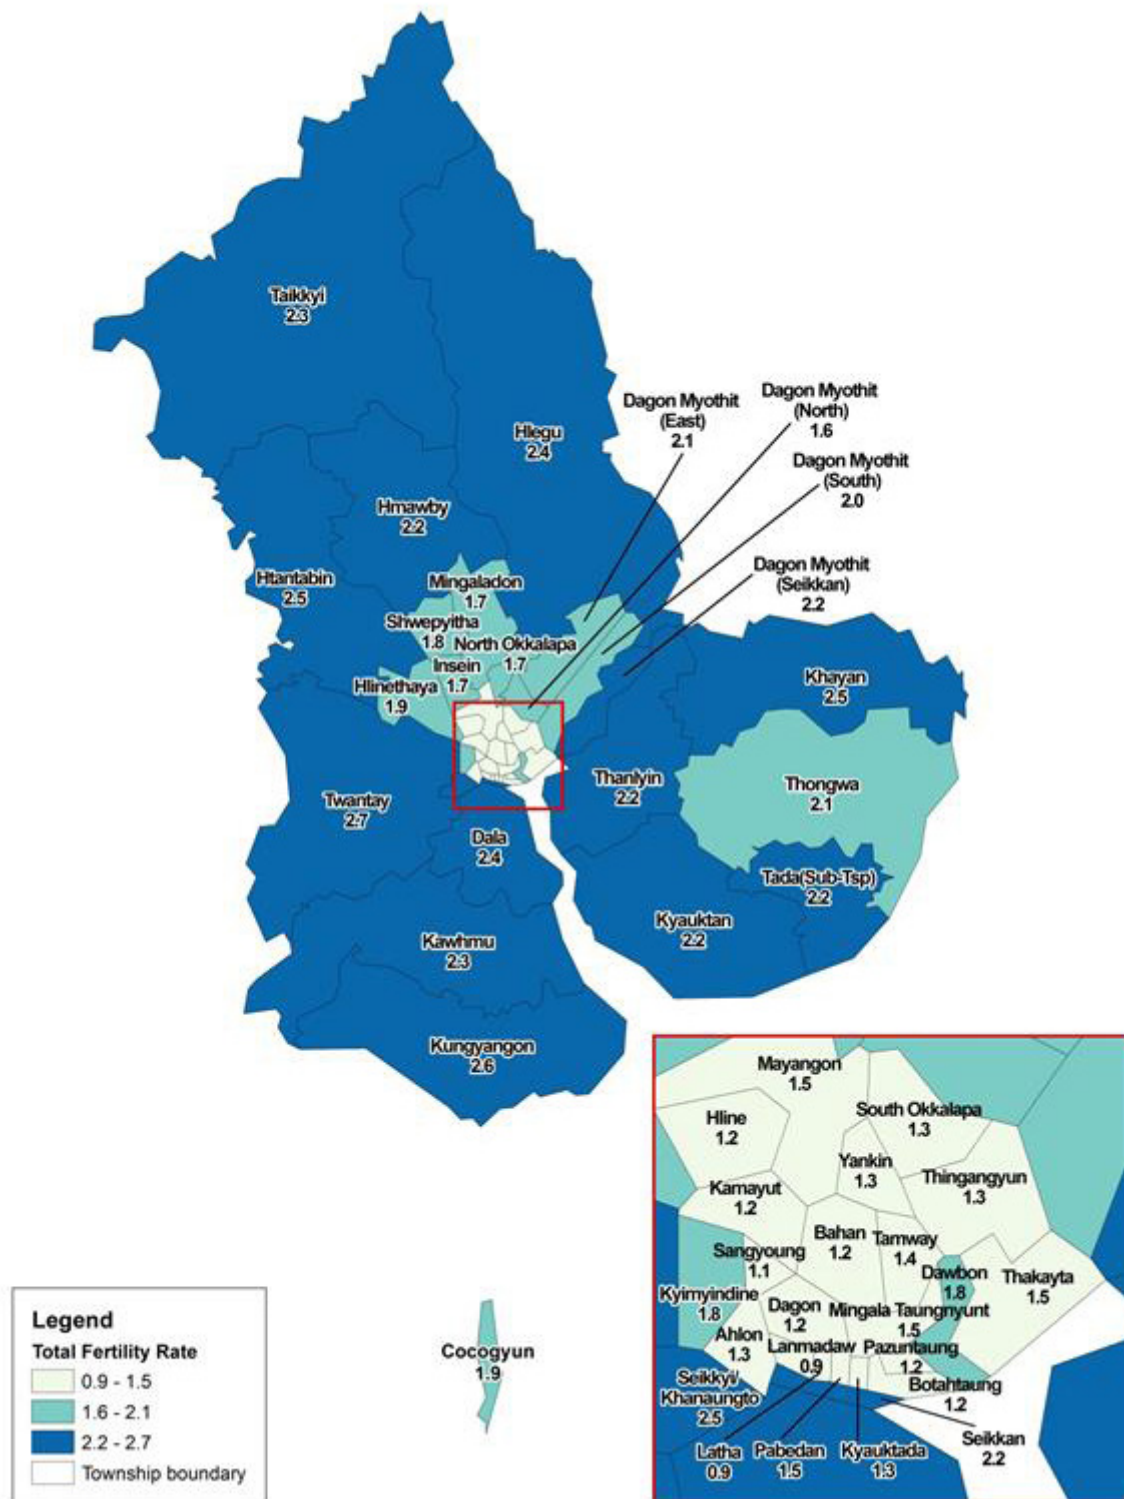 Taikkyi
2.3
Hlegu
2.4
Dagon Myothit
(East)
2.1
Dagon Myothit
(North)
1.6
Dagon Myothit
(South)
2.0
Dagon Myothit
(Seikkan)
2.2
Hmawby
2.2
Htantabin
2.5
Mingaladon
1.7
Shwepyitha
1.8
North Okkalapa
1.7
Insein
1.7
Hlinethaya
1.9
Khayan
2.5
Thongwa
2.1
Thanlyin
2.2
Twantay
2.7
Dala
2.4
Tada(Sub-Tsp)
2.2
Kyauktan
2.2
Kawhmu
2.3
Kungyangon
2.6
Mayangon
1.5
Hline
1.2
South Okkalapa
1.3
Yankin
1.3
Thingangyun
1.3
Kamayut
1.2
Bahan
1.2
Tamway
1.4
Sangyoung
1.1
Dawbon
1.8
Thakayta
1.5
Kyimyindine
1.8
Dagon
1.2
Mingala Taungnyunt
1.5
Ahlon
1.3
Lanmadaw
0.9
Pazuntaung
1.2
Seikkyi/
Khanaungto
2.5
Botahtaung
1.2
Latha
0.9
Pabedan
1.5
Kyauktada
1.3
Seikkan
2.2
Cocogyun
1.9
Legend
Total Fertility Rate
0.9 - 1.5
1.6 - 2.1
2.2 - 2.7
Township boundary